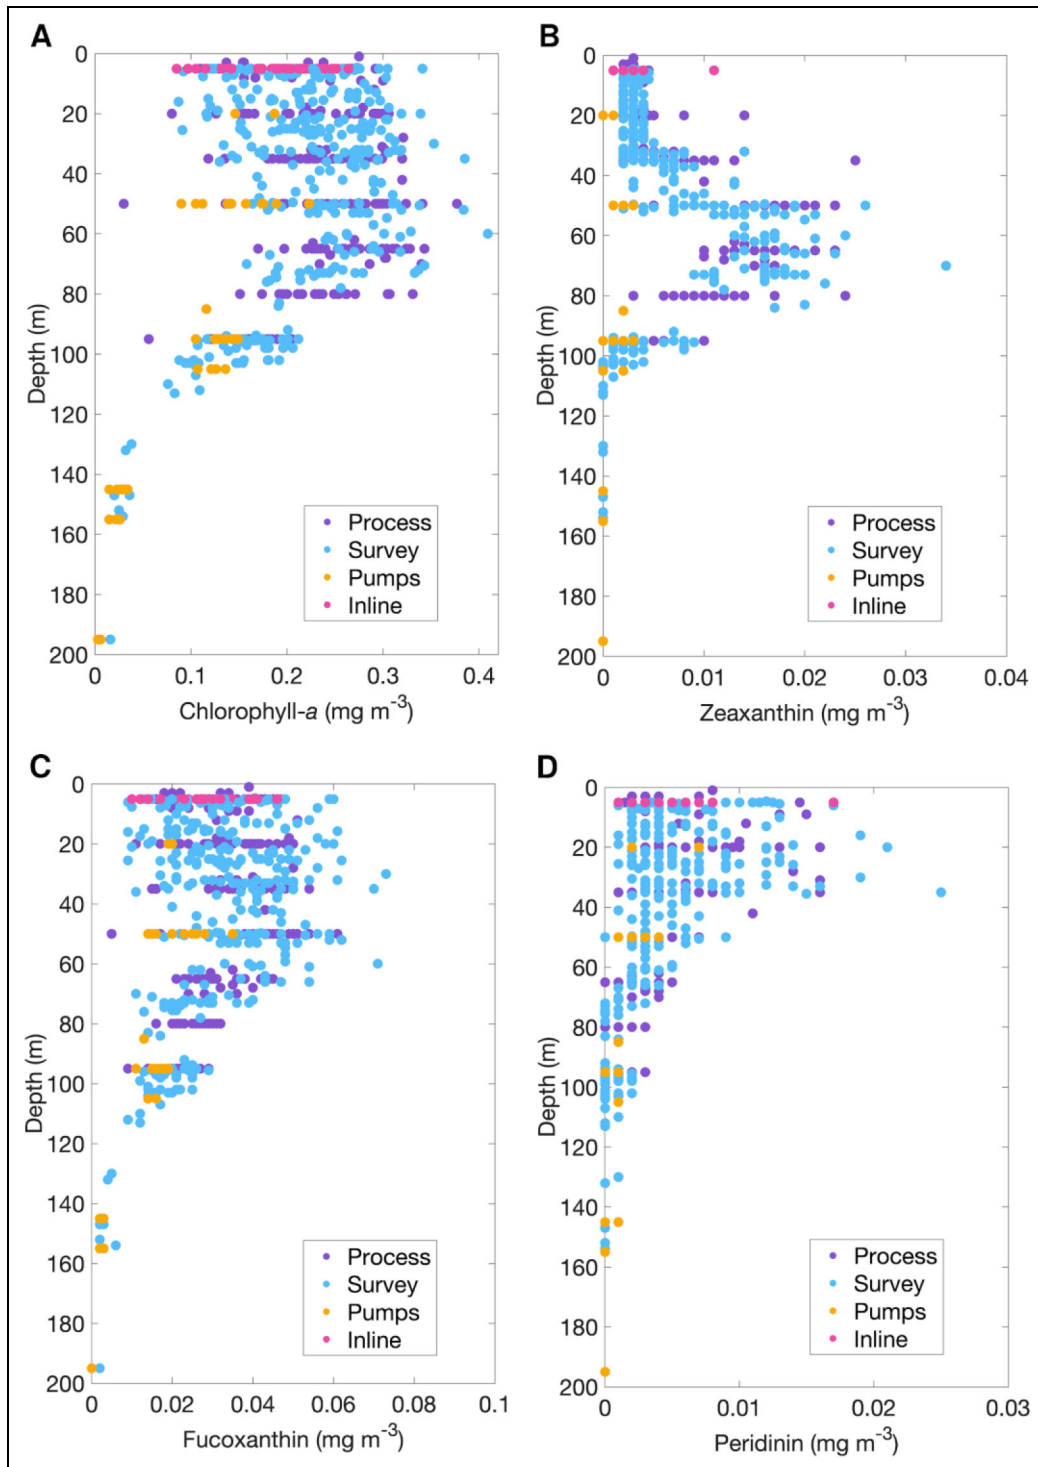 A
0
20
40
60
80
100
120
140
160
180
200
Depth (m)
0 0.1 0.2 0.3 0.4
Chlorophyll-a (mg m⁻³)
Process
Survey
Pumps
Inline
B
0
20
40
60
80
100
120
140
160
180
200
Depth (m)
0 0.01 0.02 0.03 0.04
Zeaxanthin (mg m⁻³)
Process
Survey
Pumps
Inline
C
0
20
40
60
80
100
120
140
160
180
200
Depth (m)
0 0.02 0.04 0.06 0.08 0.1
Fucoxanthin (mg m⁻³)
Process
Survey
Pumps
Inline
D
0
20
40
60
80
100
120
140
160
180
200
Depth (m)
0 0.01 0.02 0.03
Peridinin (mg m⁻³)
Process
Survey
Pumps
Inline